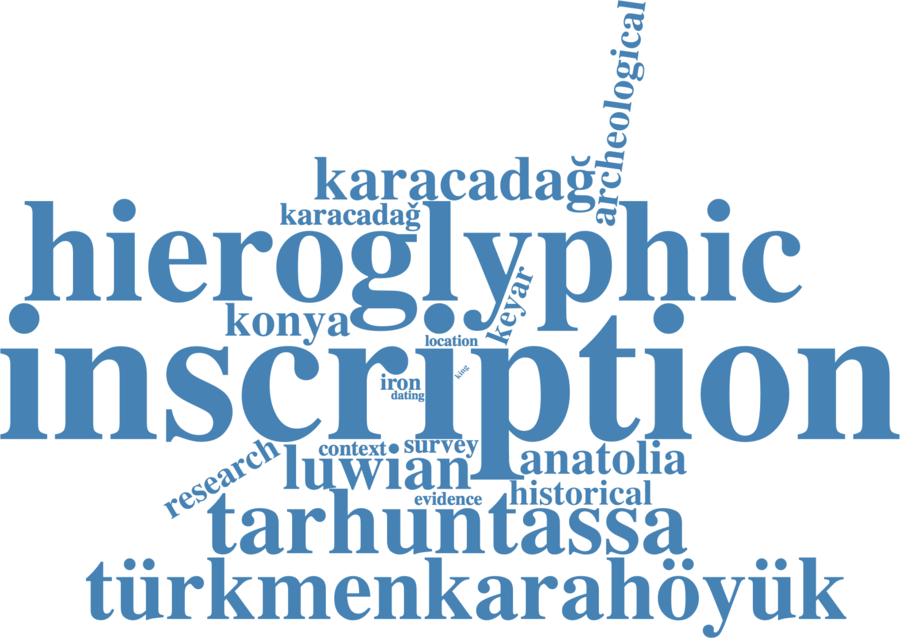 archeological
karacadağ
karacadağ
hieroglyphic
keyar
konya
location
inscription
king
iron
dating
survey
context
research
luwian
anatolia
historical
evidence
tarhuntassa
türkmenkarahöyük